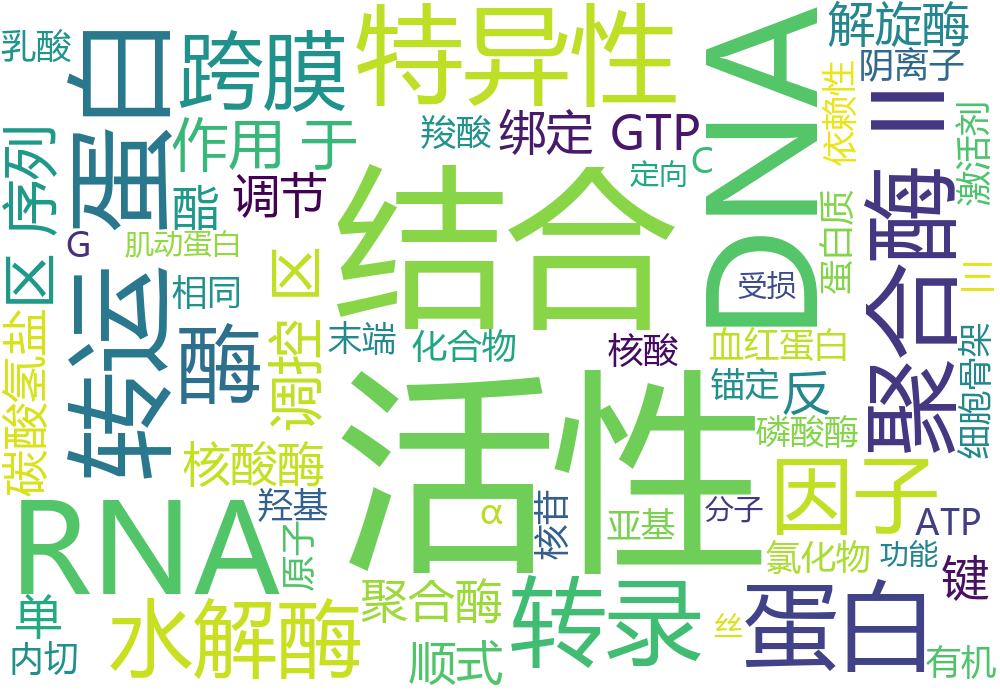 乳酸
蛋白
跨膜
特异性
DNA
解旋酶
阴离子
依赖性
激活剂
作用 于
羧酸
绑定 GTP
定向
C
序列
酯
调节
结合
聚合酶 II
G
肌动蛋白
蛋白质
区
转运
相同
区
受损
三
末端
化合物
核酸
血红蛋白
碳酸氢盐
酶
调控
锚定
反
细胞骨架
活性
磷酸酶
核酸酶
因子
RNA
羟基
α
核苷
亚基
分子
ATP
原子
氯化物
功能
键
单
水解酶
聚合酶
转录
丝
蛋白
内切
顺式
有机